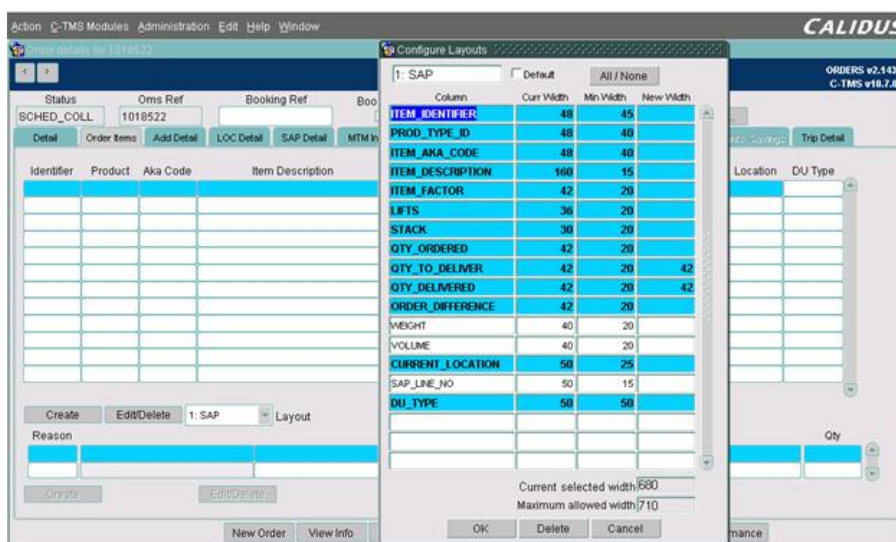 Action C-TMS Modules Administration Edit Help Window CALIDUS
Order details for 1018522 Configure Layouts
1: SAP Default All / None ORDERS v2.143
C-TMS v10.7.0
Status Oms Ref Booking Ref Boo Column Curr Width Min Width New Width
SCHED_COLL 1018522
Detail Order Items Add Detail LOC Detail SAP Detail MTM In Savings Trip Detail
Identifier Product Aka Code Item Description Location DU Type
ITEM_IDENTIFIER 48 45
PROD_TYPE_ID 48 40
ITEM_AKA_CODE 48 40
ITEM_DESCRIPTION 160 15
ITEM_FACTOR 42 20
LIFTS 36 20
STACK 30 20
QTY_ORDERED 42 20
QTY_TO_DELIVER 42 20 42
QTY_DELIVERED 42 20 42
ORDER_DIFFERENCE 42 20
WEIGHT 40 20
VOLUME 40 20
CURRENT_LOCATION 50 25
SAP_LINE_NO 50 15
DU_TYPE 50 50
Create Edit/Delete 1: SAP Layout
Reason Qty
Current selected width 680
Maximum allowed width 710
Create Edit/Delete
OK Delete Cancel
New Order View Info mance